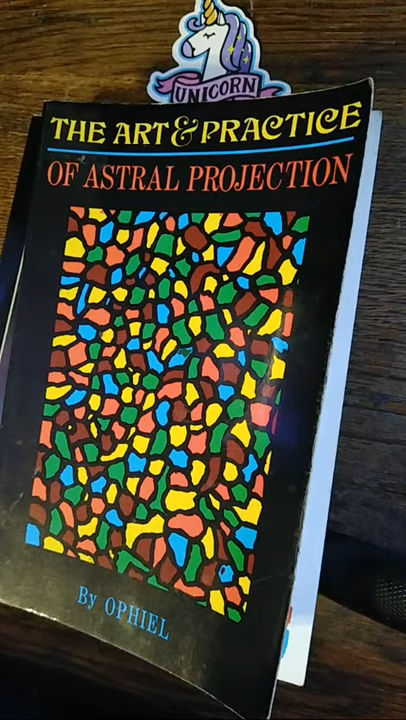 UNICORN
THE ART & PRACTICE
OF ASTRAL PROJECTION
By OPHIEL